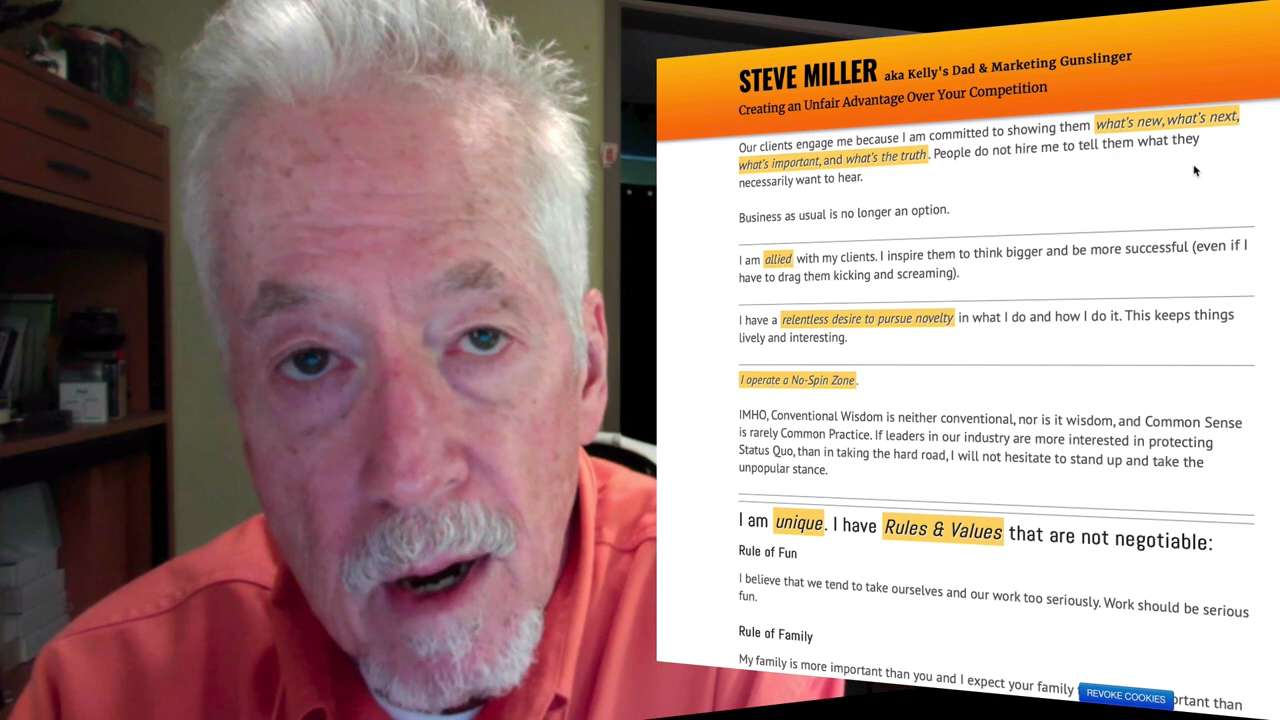 STEVE MILLER aka Kelly's Dad & Marketing Gunslinger
Creating an Unfair Advantage Over Your Competition
Our clients engage me because I am committed to showing them what's new, what's next,
what's important, and what's the truth. People do not hire me to tell them what they
necessarily want to hear.
Business as usual is no longer an option.
I am allied with my clients. I inspire them to think bigger and be more successful (even if I
have to drag them kicking and screaming).
I have a relentless desire to pursue novelty in what I do and how I do it. This keeps things
lively and interesting.
I operate a No-Spin Zone.
IMHO, Conventional Wisdom is neither conventional, nor is it wisdom, and Common Sense
is rarely Common Practice. If leaders in our industry are more interested in protecting
Status Quo, than in taking the hard road, I will not hesitate to stand up and take the
unpopular stance.
I am unique. I have Rules & Values that are not negotiable:
Rule of Fun
I believe that we tend to take ourselves and our work too seriously. Work should be serious
fun.
Rule of Family
My family is more important than you and I expect your family
REVOKE COOKIES
than